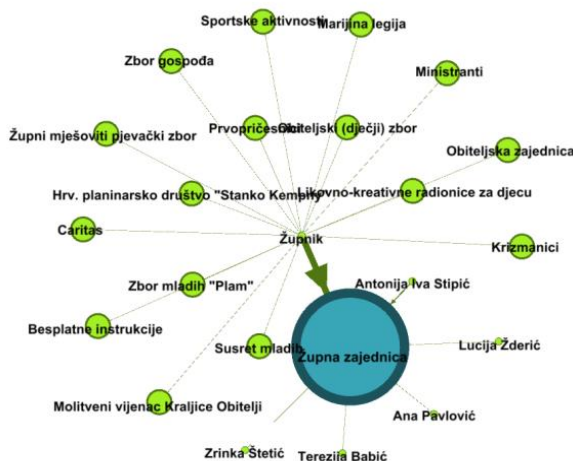 Sportske aktivnosti
Marijina legija
Zbor gospođa
Ministranti
Prvopričesnici
Obiteljski (dječji) zbor
Župni mješoviti pjevački zbor
Obiteljska zajednica
Hrv. planinarsko društvo "Stanko Kempny"
Likovno-kreativne radionice za djecu
Caritas
Župnik
Krizmanici
Antonija Iva Stipić
Zbor mladih "Plam"
Besplatne instrukcije
Susret mladih
Župna zajednica
Lucija Žderić
Molitveni vijenac Kraljice Obitelji
Ana Pavlović
Zrinka Štetić
Terezija Babić